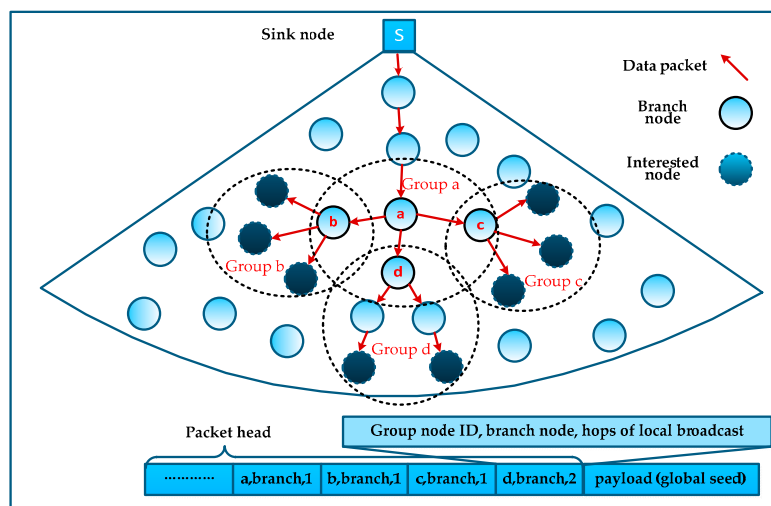 Sink node
S
Data packet
Branch
node
Interested
node
Group a
a
b
c
Group b
d
Group c
Group d
Packet head
Group node ID, branch node, hops of local broadcast
………… a,branch,1 b,branch,1 c,branch,1 d,branch,2 payload (global seed)